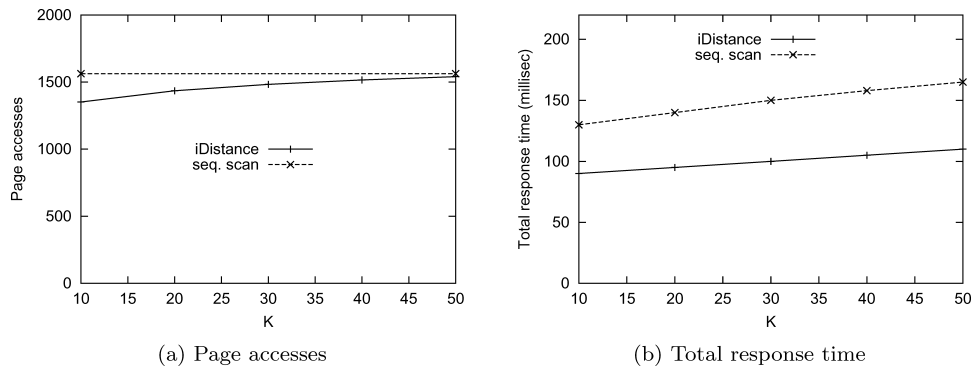 2000
1500
1000
500
0
Page accesses
iDistance
seq. scan
10 15 20 25 30 35 40 45 50
K
(a) Page accesses
200
150
100
50
0
Total response time (millisec)
iDistance
seq. scan
10 15 20 25 30 35 40 45 50
K
(b) Total response time